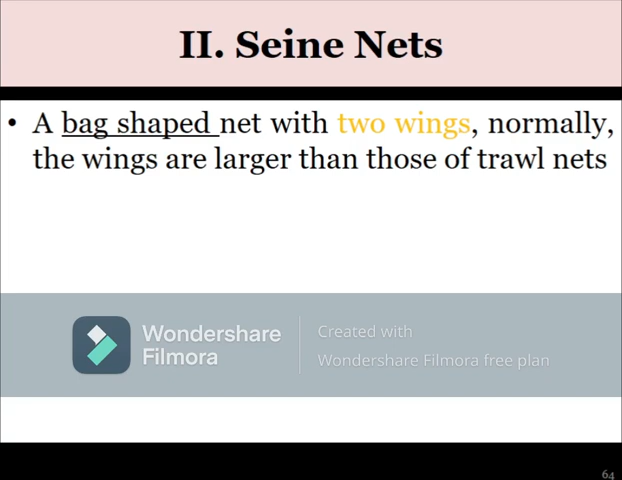 II. Seine Nets
• A bag shaped net with two wings, normally,
the wings are larger than those of trawl nets
Wondershare
Filmora
Created with
Wondershare Filmora free plan
64